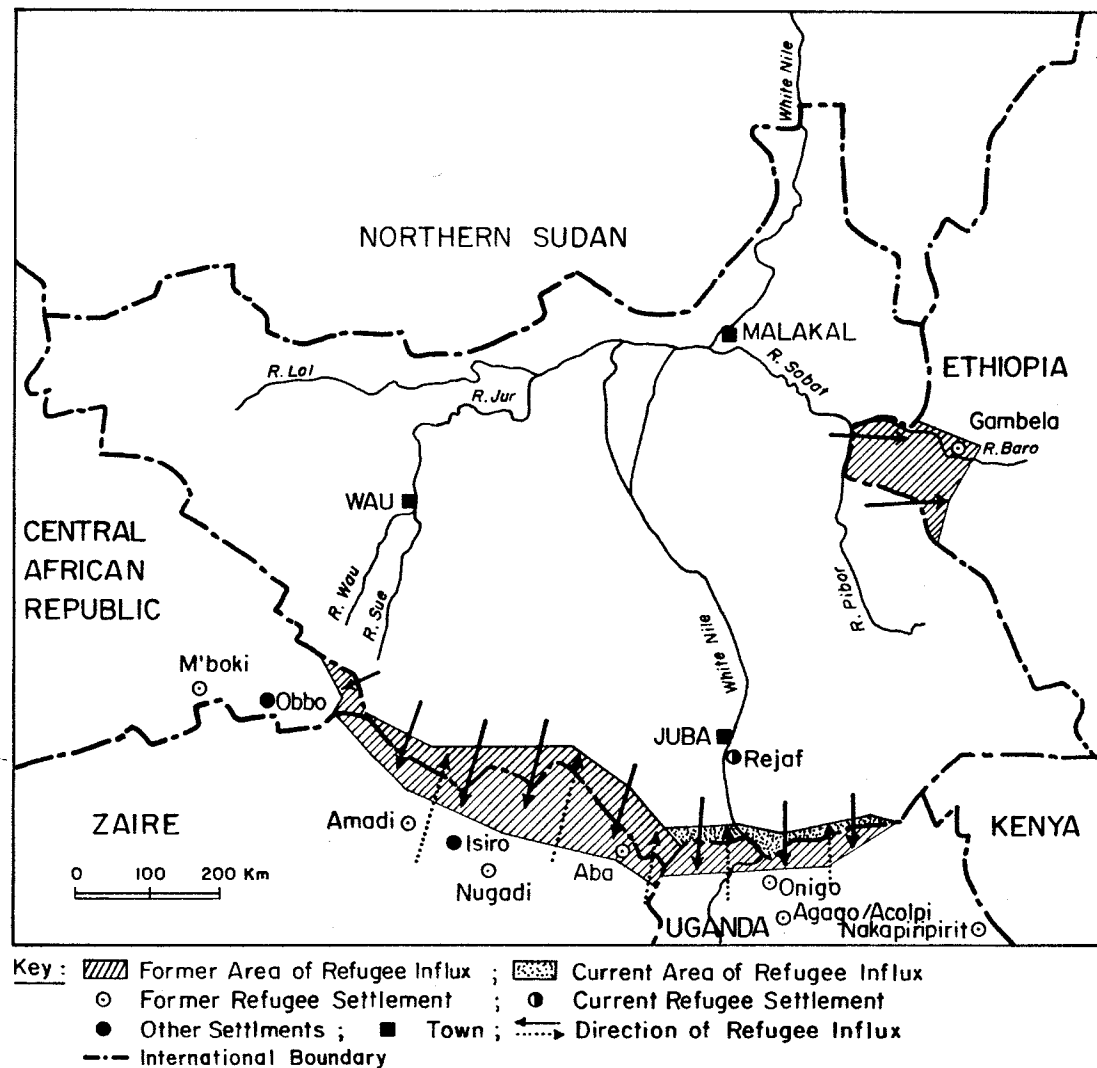 White Nile
NORTHERN SUDAN
MALAKAL
R. Sobat
ETHIOPIA
R. Lol
R. Jur
Gambela
R. Baro
WAU
CENTRAL
AFRICAN
REPUBLIC
R. Wau
R. Sue
R. Pibor
White Nile
M'boki
Obbo
JUBA
Rejaf
ZAIRE
Amadi
KENYA
Isiro
Aba
Nugadi
Onigo
0 100 200 Km
UGANDA
Agago/Acolpi
Nakapiripirit
Key : Former Area of Refugee Influx ; Current Area of Refugee Influx
Former Refugee Settlement ; Current Refugee Settlement
Other Settlments ; Town ; Direction of Refugee Influx
International Boundary